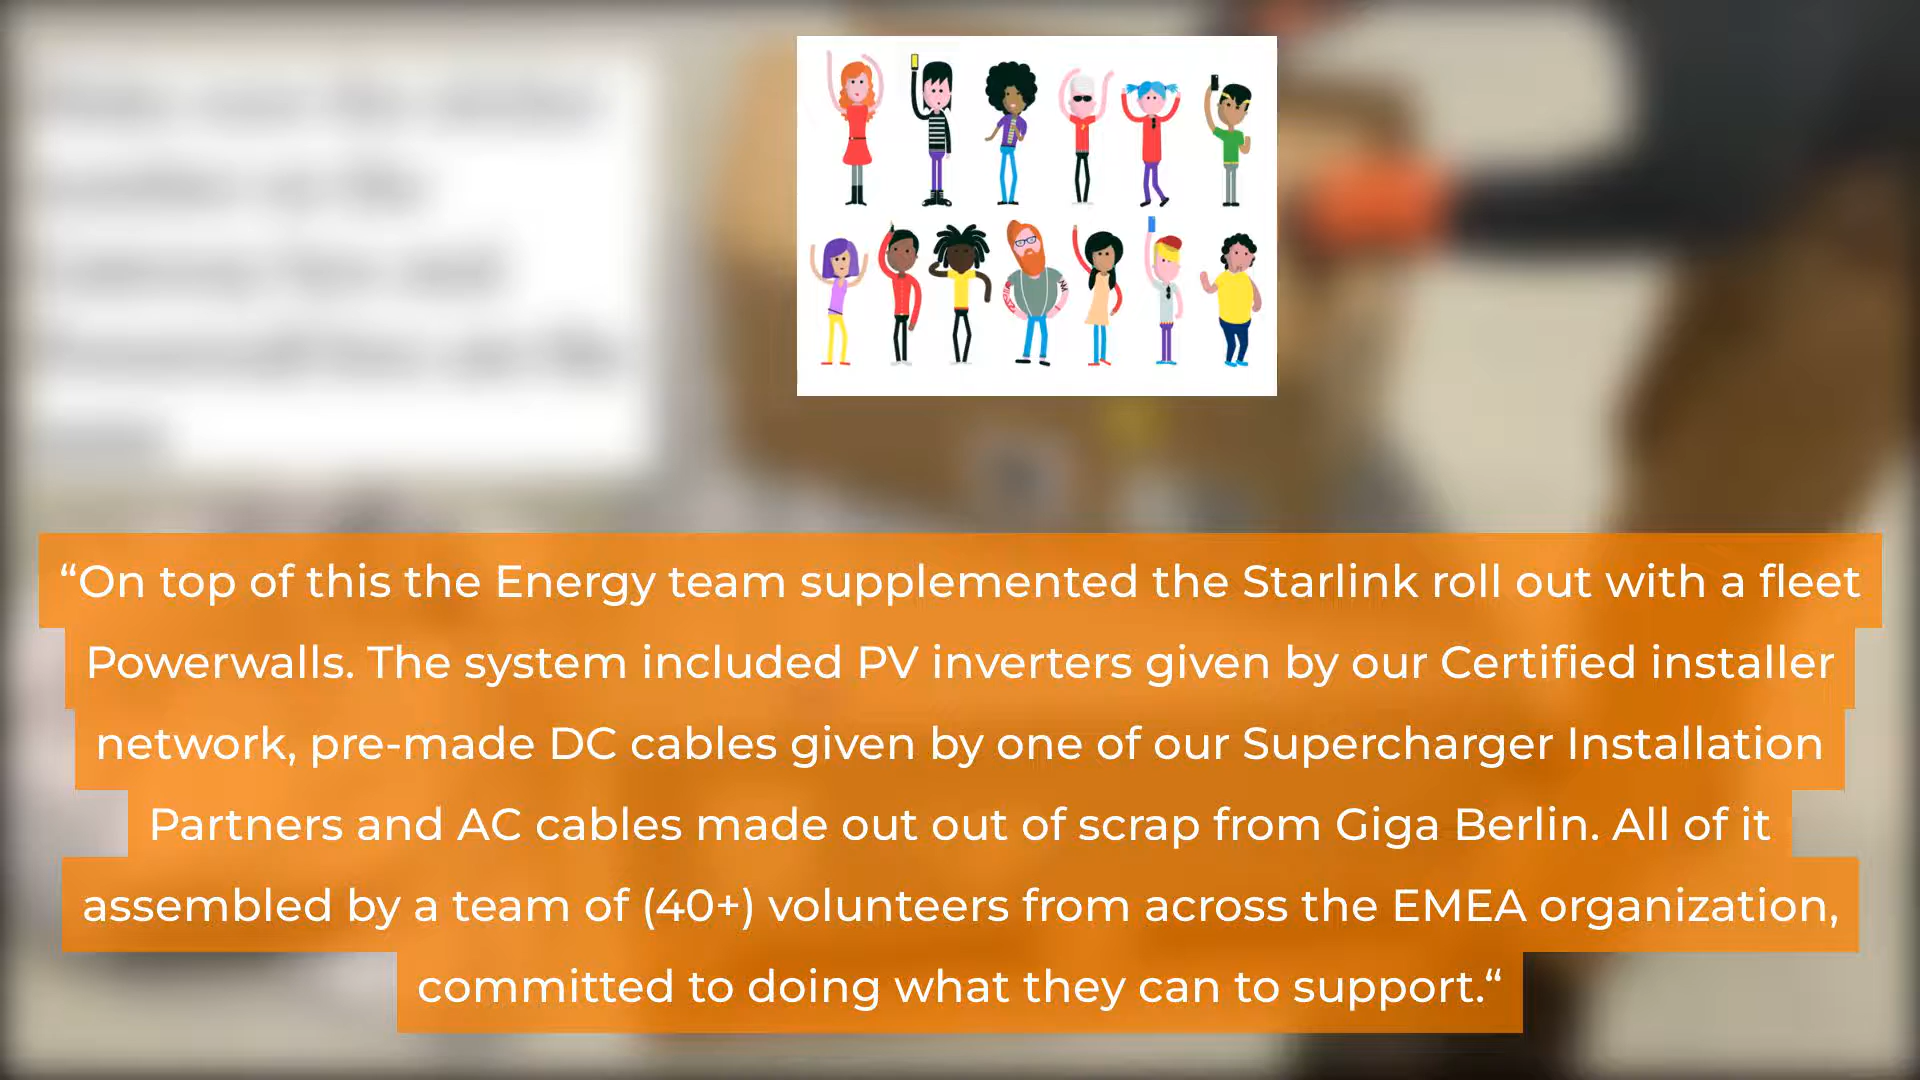 “On top of this the Energy team supplemented the Starlink roll out with a fleet
Powerwalls. The system included PV inverters given by our Certified installer
network, pre-made DC cables given by one of our Supercharger Installation
Partners and AC cables made out out of scrap from Giga Berlin. All of it
assembled by a team of (40+) volunteers from across the EMEA organization,
committed to doing what they can to support.“